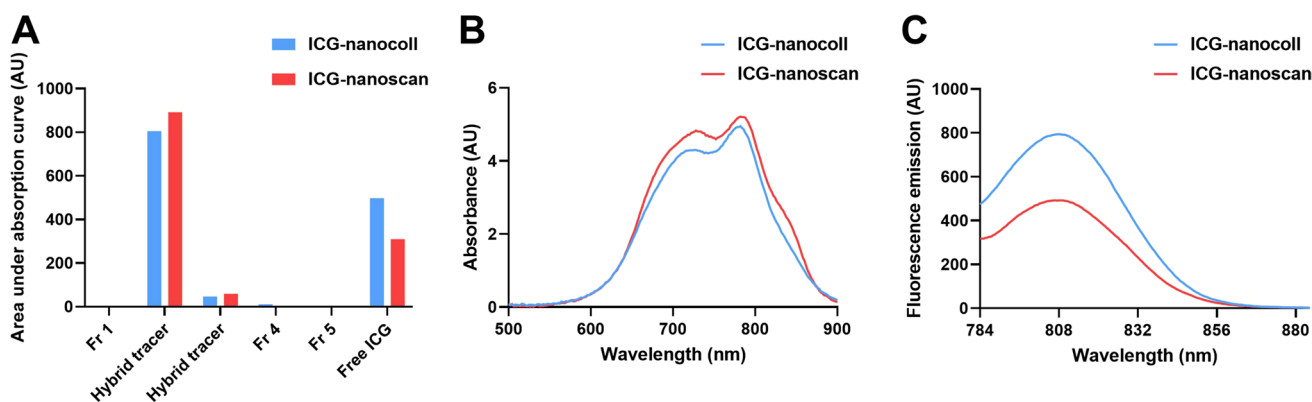 A
ICG-nanocoll
ICG-nanoscan
Area under absorption curve (AU)
1000
800
600
400
200
0
Fr 1
Hybrid tracer
Hybrid tracer
Fr 4
Fr 5
Free ICG
B
ICG-nanocoll
ICG-nanoscan
Absorbance (AU)
6
4
2
0
500
600
700
800
900
Wavelength (nm)
C
ICG-nanocoll
ICG-nanoscan
Fluorescence emission (AU)
1000
800
600
400
200
0
784
808
832
856
880
Wavelength (nm)